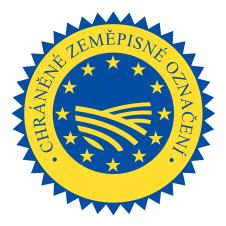 · CHRÁNĚNÉ ZEMĚPISNÉ OZNAČENÍ ·